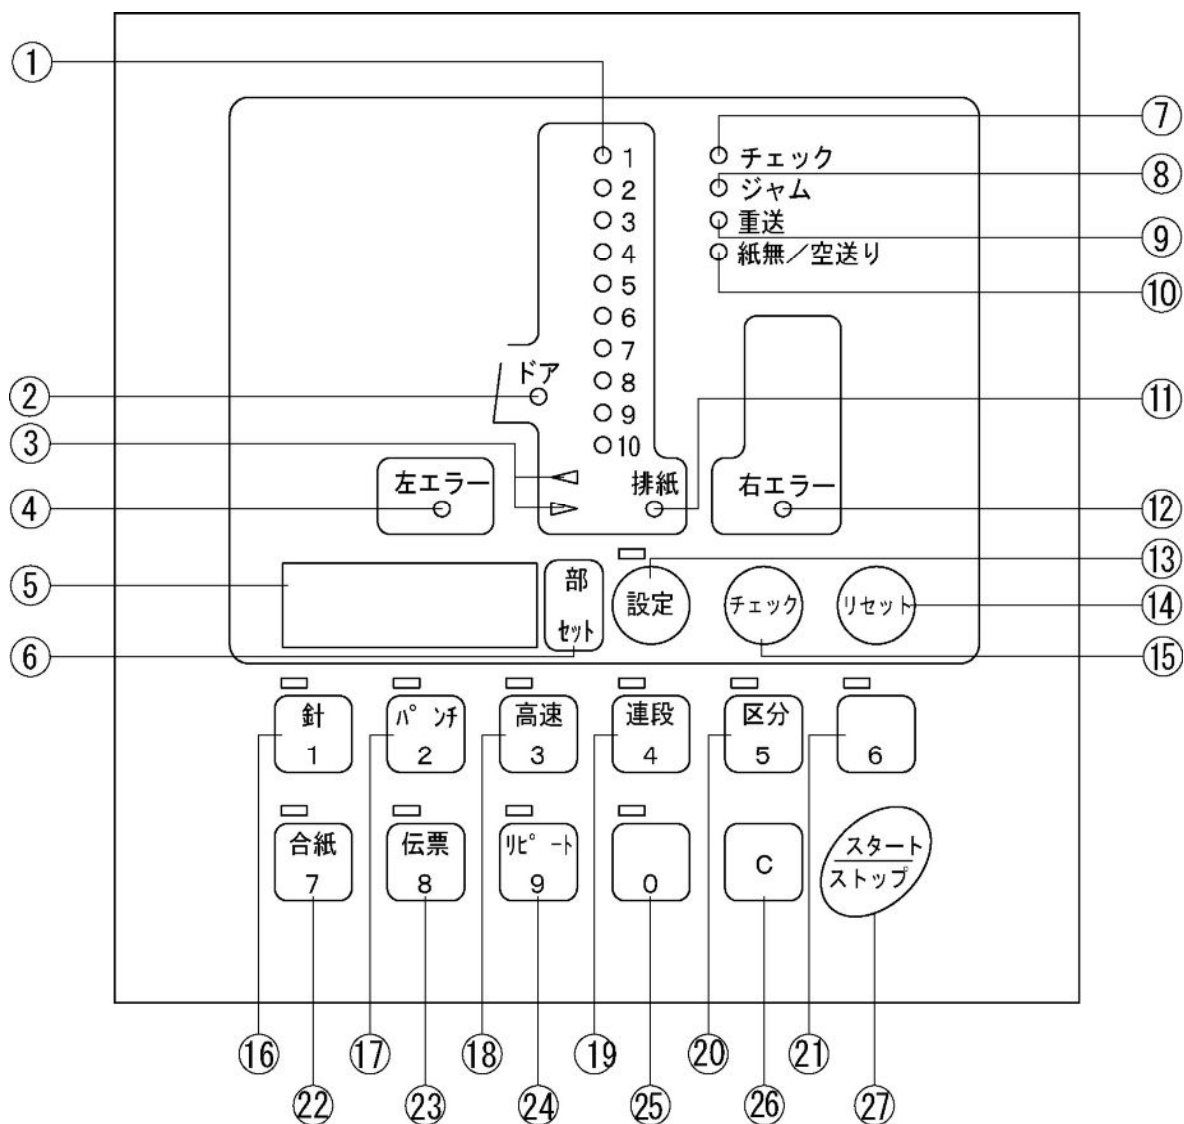 ①
1
⑦
チェック
2
⑧
ジャム
3
⑨
重送
4
⑩
紙無／空送り
5
6
7
②
ドア
8
9
10
③
③
⑪
排紙
④
左エラー
⑫
右エラー
⑤
⑥
部
セット
⑬
設定
チェック
リセット
⑭
⑮
針
1
パンチ
2
高速
3
連段
4
区分
5
6
合紙
7
伝票
8
リピート
9
0
C
スタート
ストップ
⑯
⑰
⑱
⑲
⑳
㉑
㉒
㉓
㉔
㉕
㉖
㉗